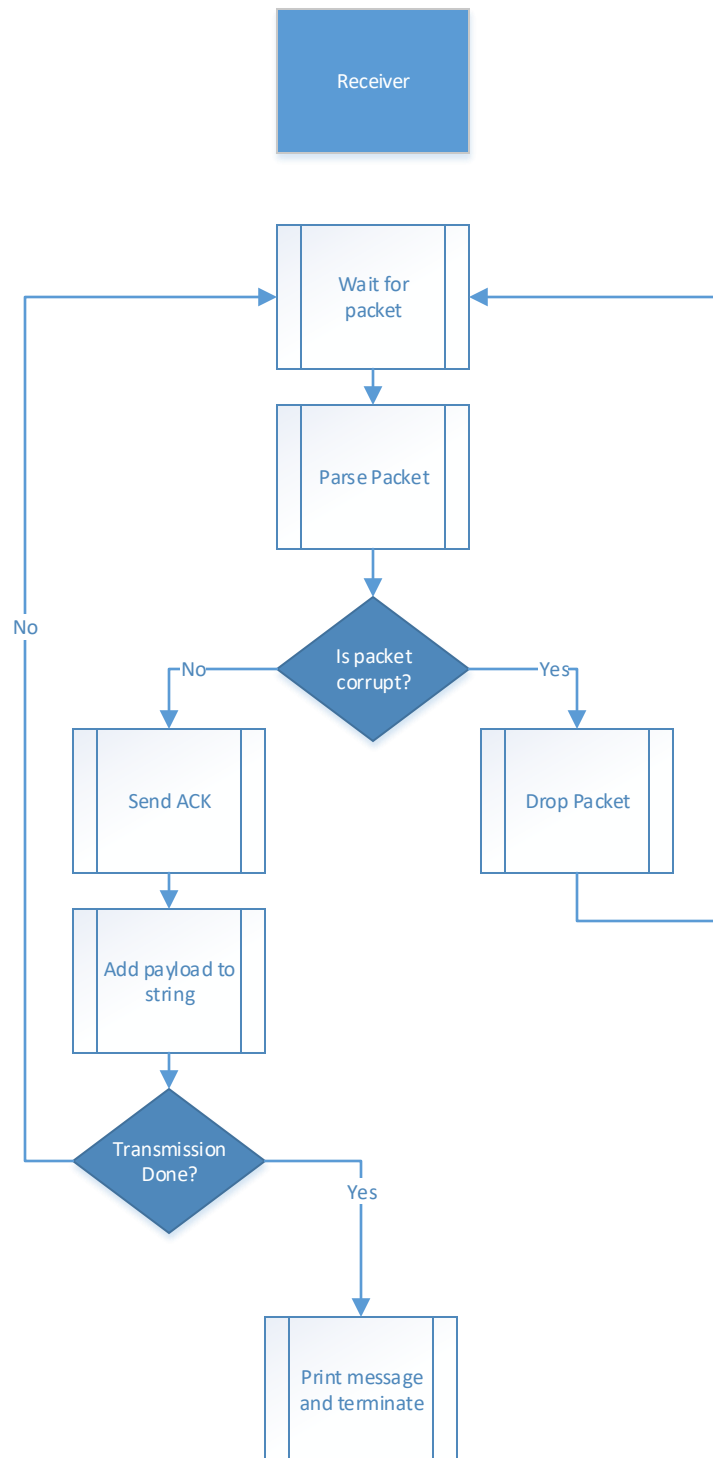 Receiver
Wait for
packet
Parse Packet
No
Is packet
corrupt?
No
Yes
Send ACK
Drop Packet
Add payload to
string
Transmission
Done?
Yes
Print message
and terminate